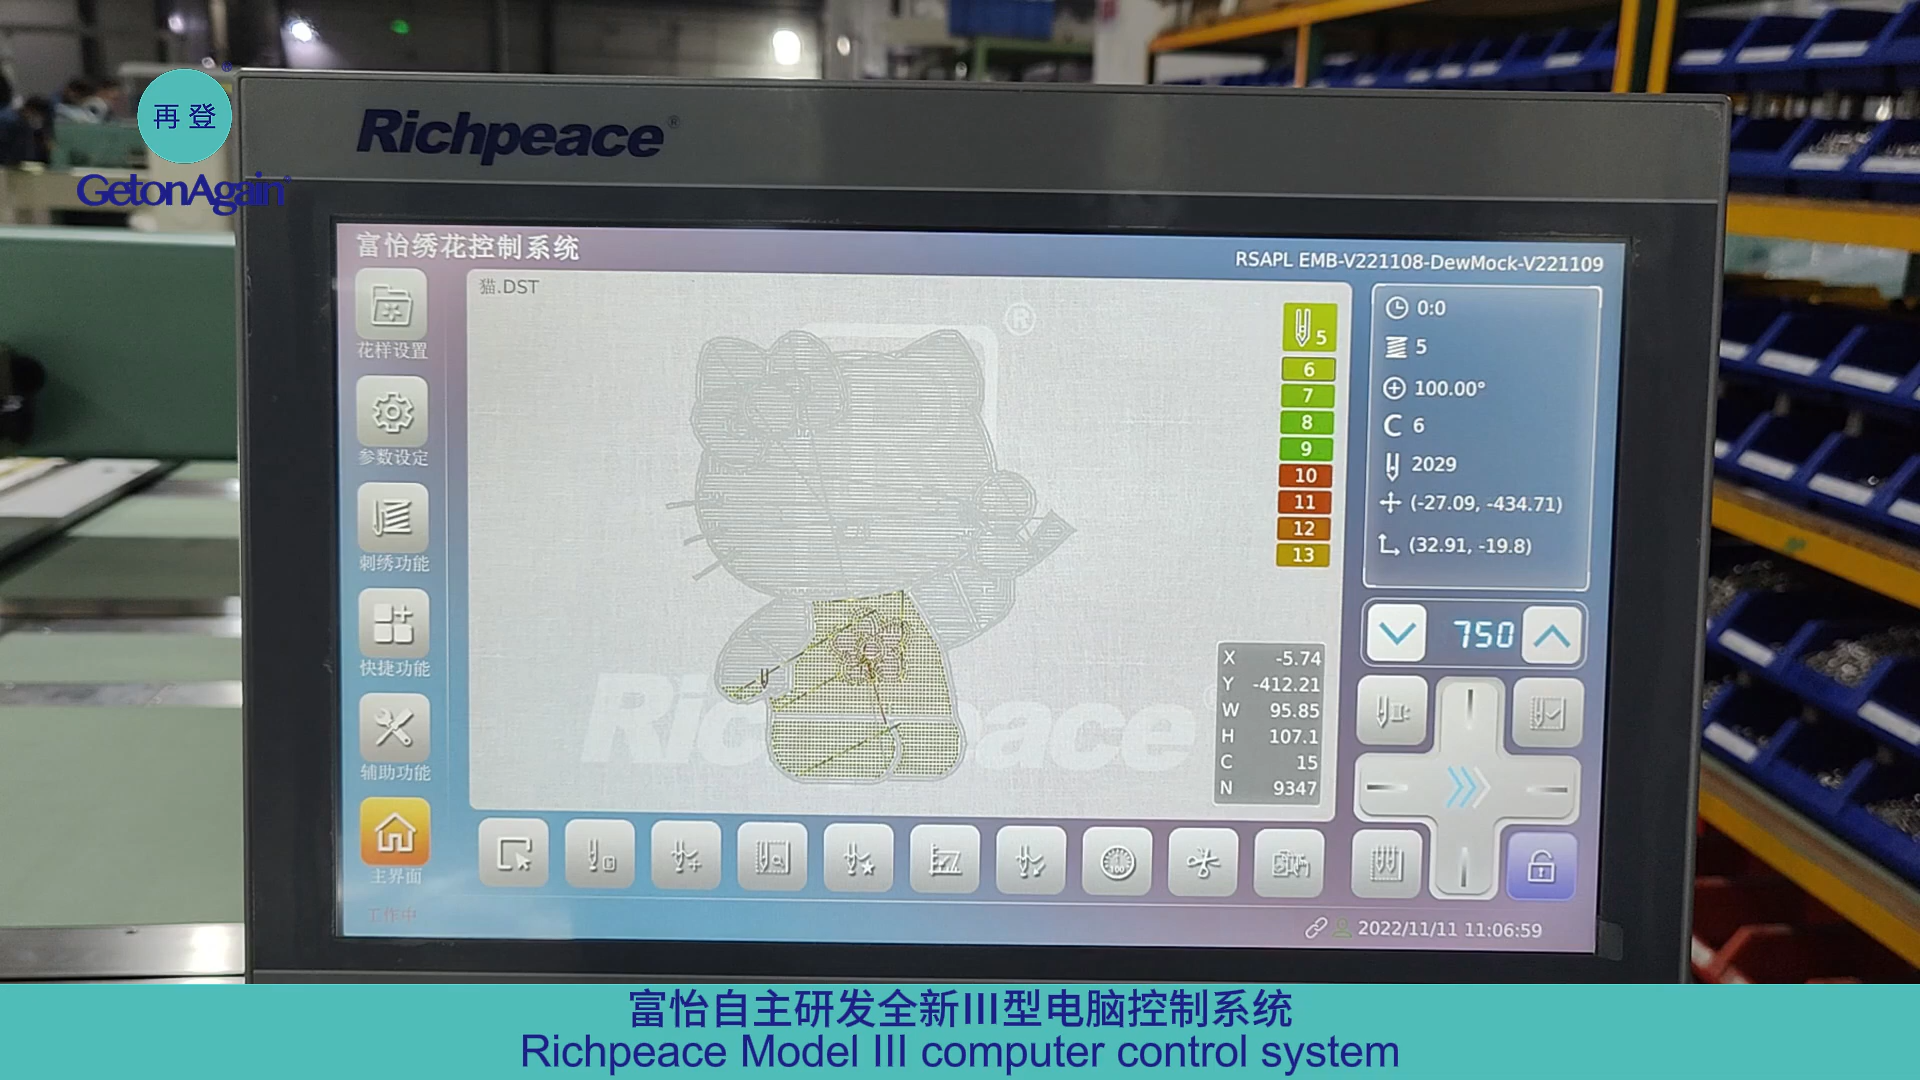 再登
GetonAgain®
Richpeace®
富怡绣花控制系统
RSAPL EMB-V221108-DewMock-V221109
猫.DST
花样设置
参数设定
刺绣功能
快捷功能
辅助功能
主界面
工作中
®
Richpeace
5
6
7
8
9
10
11
12
13
X -5.74
Y -412.21
W 95.85
H 107.1
C 15
N 9347
0:0
5
100.00°
C 6
2029
(-27.09, -434.71)
(32.91, -19.8)
750
100
2022/11/11 11:06:59
富怡自主研发全新III型电脑控制系统
Richpeace Model III computer control system